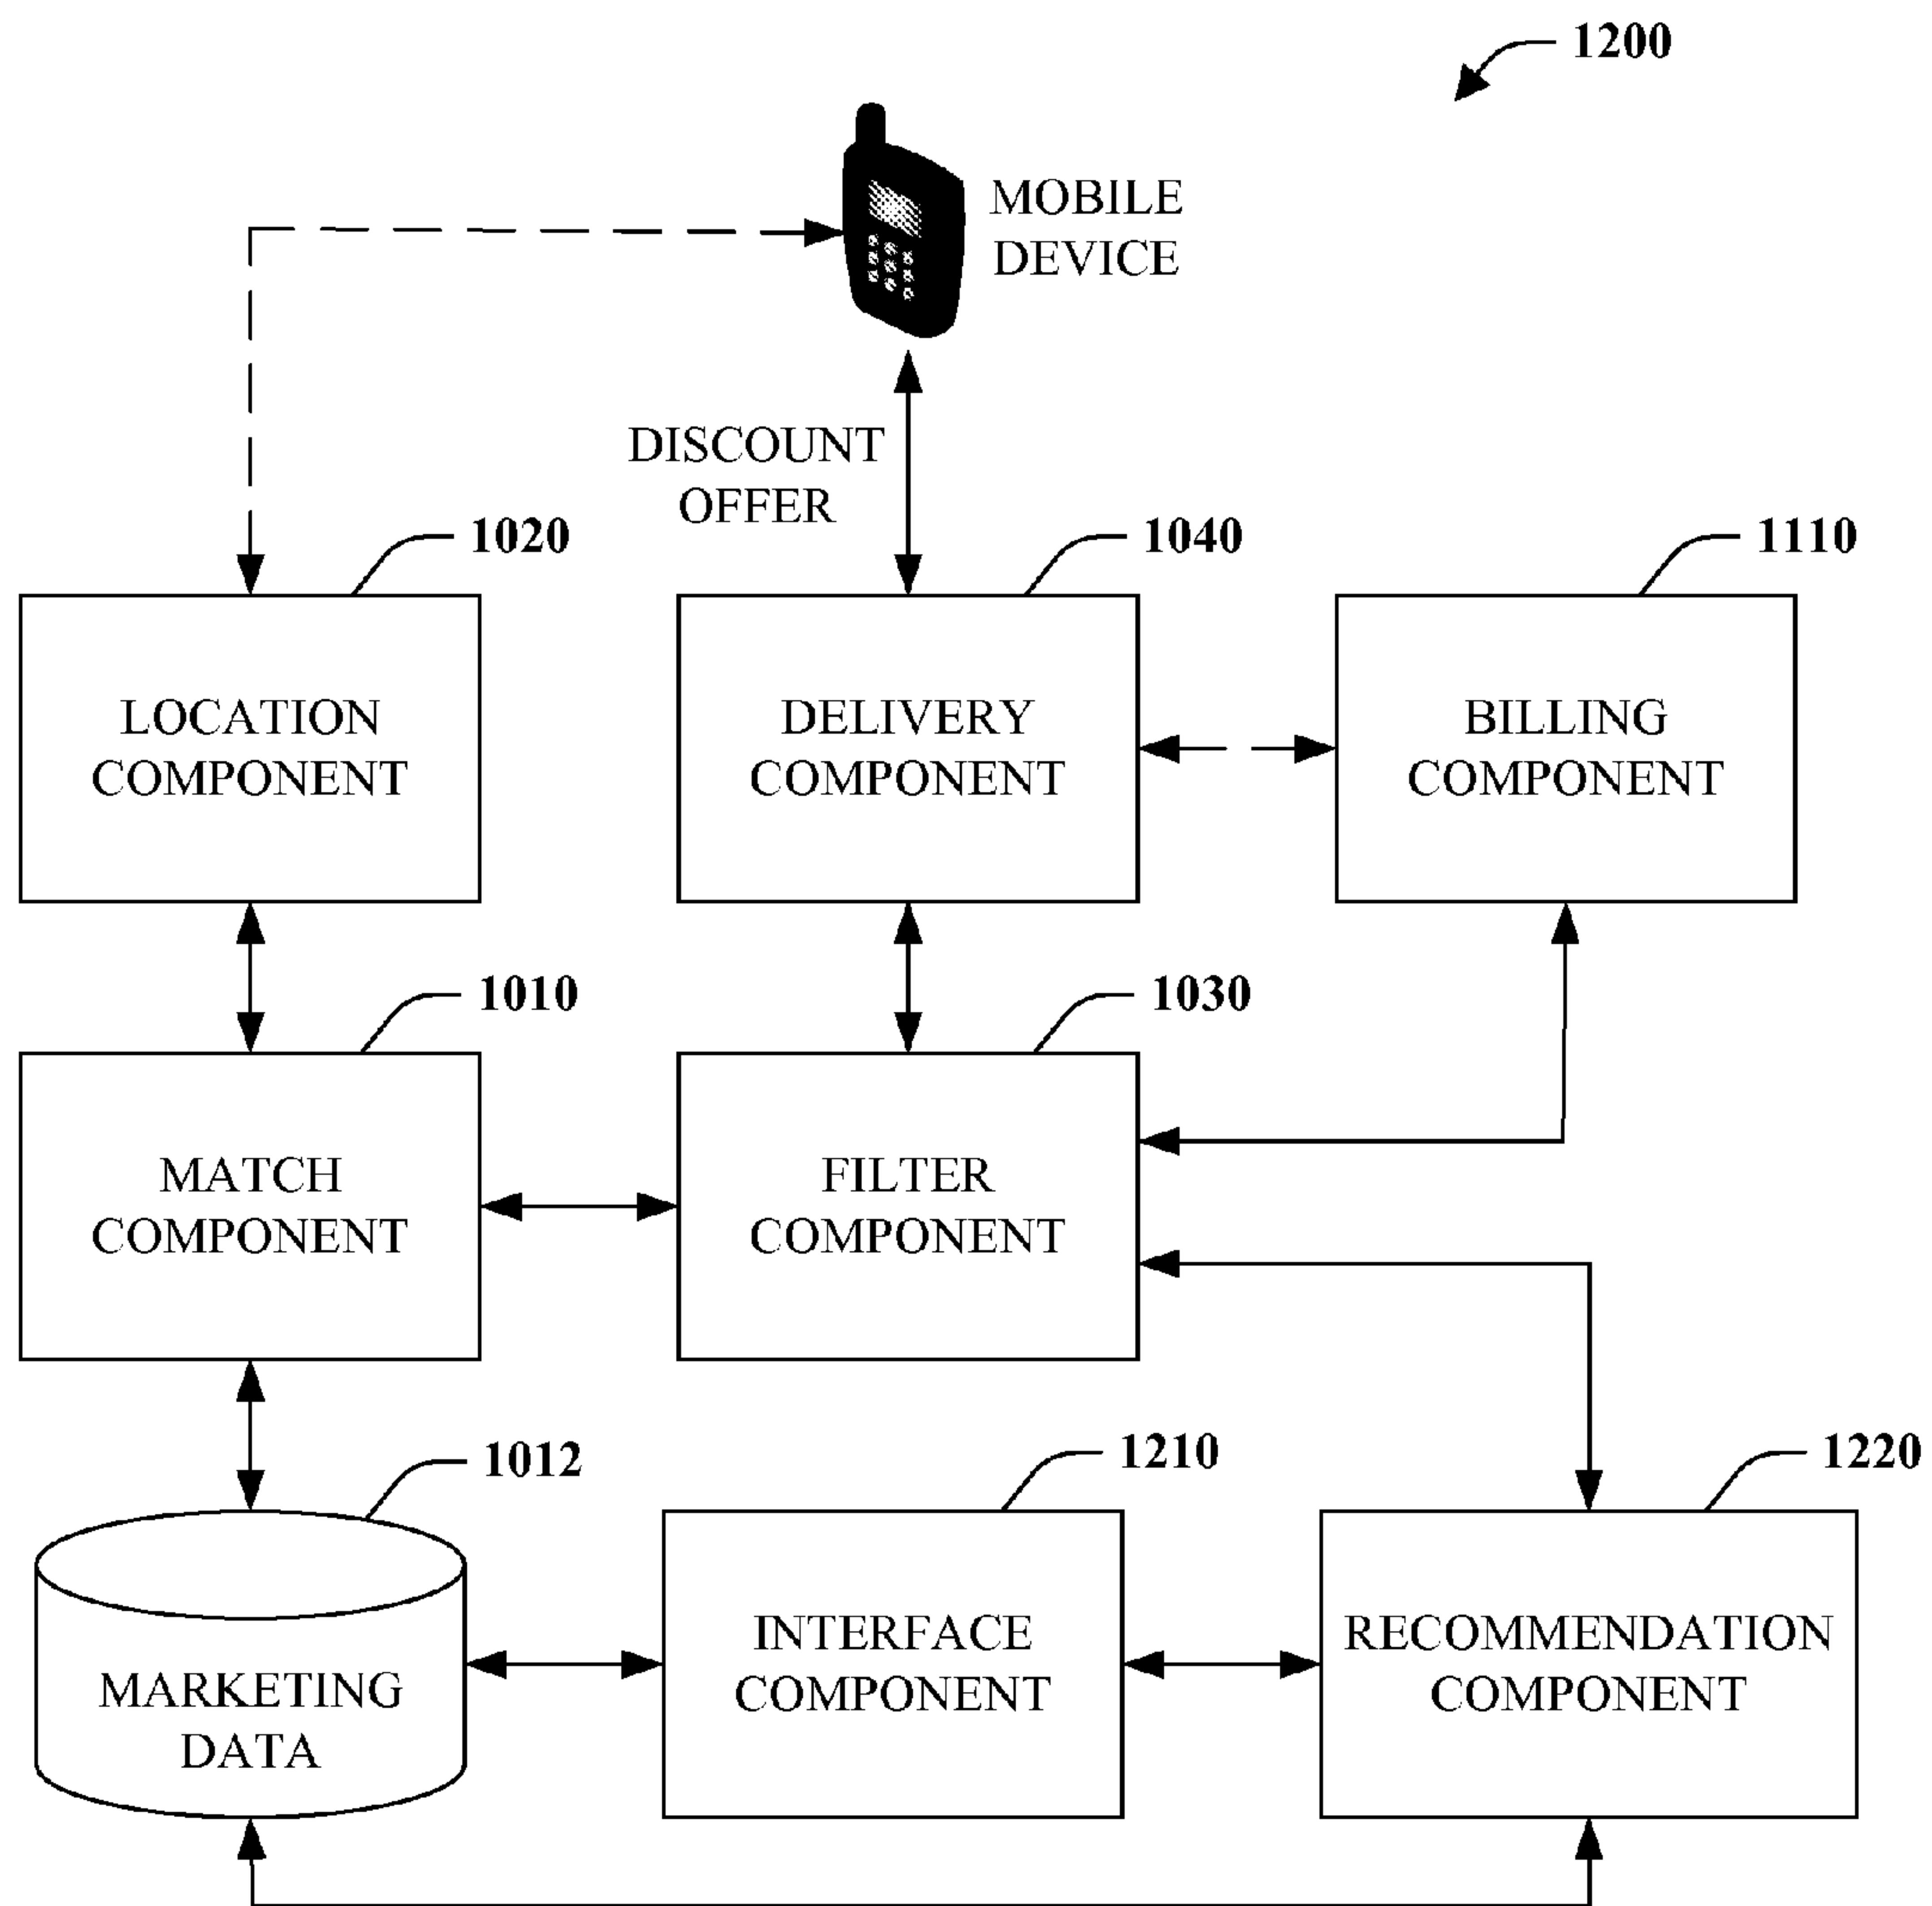 1200
MOBILE
DEVICE
DISCOUNT
OFFER
1020
1040
1110
LOCATION
COMPONENT
DELIVERY
COMPONENT
BILLING
COMPONENT
1010
1030
MATCH
COMPONENT
FILTER
COMPONENT
1012
1210
1220
MARKETING
DATA
INTERFACE
COMPONENT
RECOMMENDATION
COMPONENT